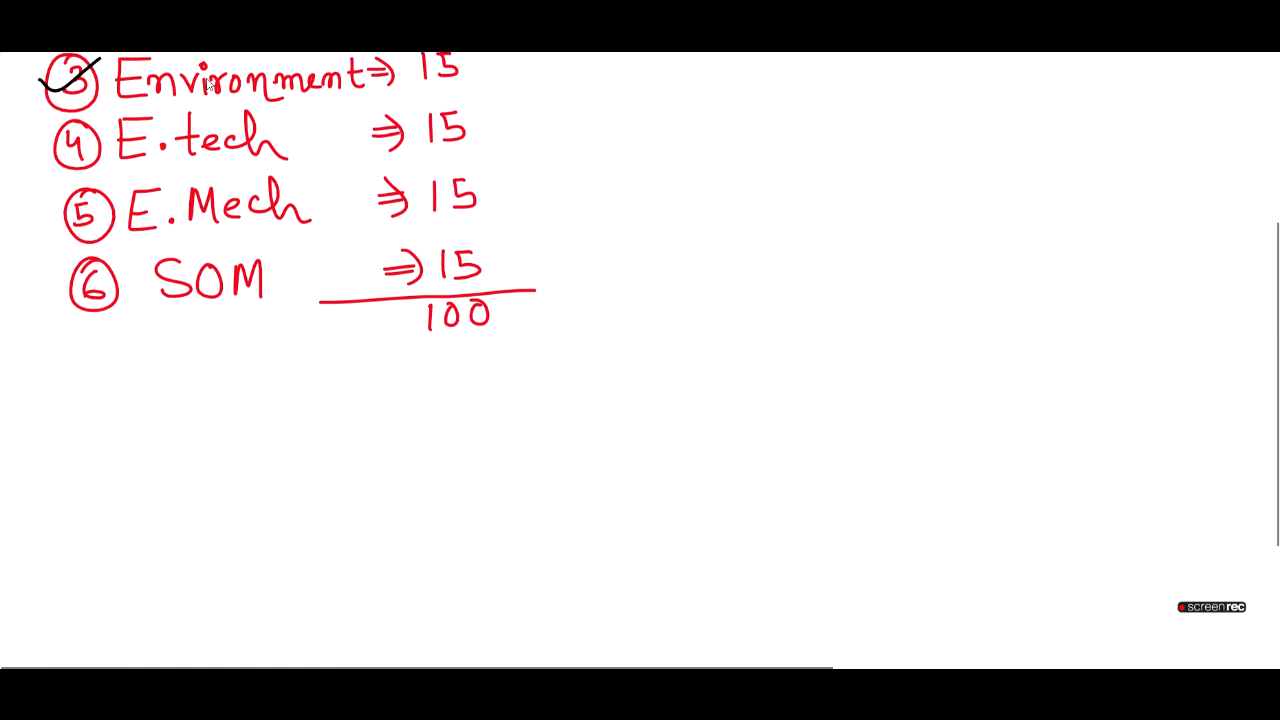 ③ Environment ⇒ 15
④ E.tech ⇒ 15
⑤ E.Mech ⇒ 15
⑥ SOM ⇒ 15
100
screenrec